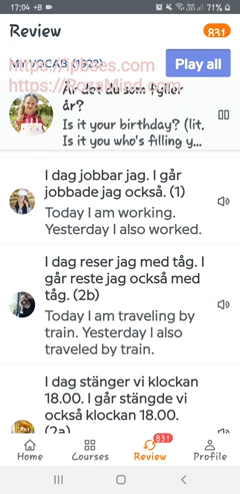 17:04 +B 71%
Review
831
https://iposes.com
MY VOCAB (1322)
Play all
Är det du som fyller
år?
Is it your birthday? (lit.
Is it you who's filling y...
I dag jobbar jag. I går
jobbade jag också. (1)
Today I am working.
Yesterday I also worked.
I dag reser jag med tåg. I
går reste jag också med
tåg. (2b)
Today I am traveling by
train. Yesterday I also
traveled by train.
I dag stänger vi klockan
18.00. I går stängde vi
också klockan 18.00.
(2a)
831
Home Courses Review Profile